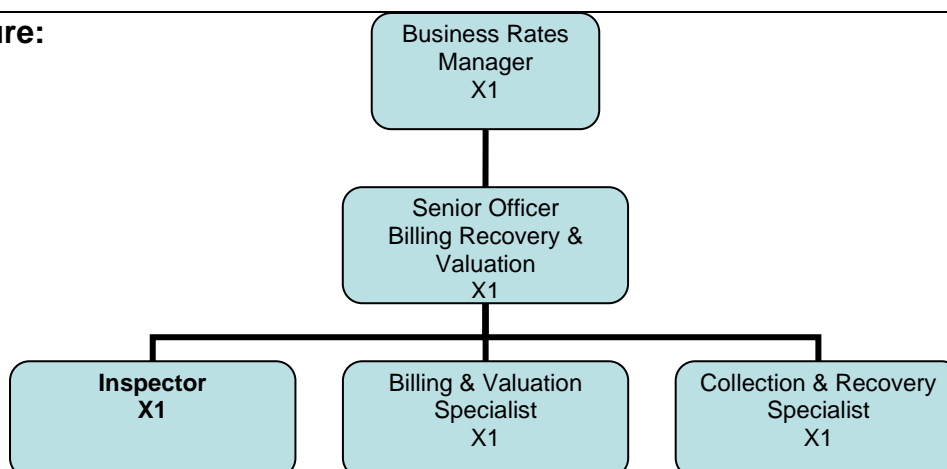 ure:
Business Rates
Manager
X1
Senior Officer
Billing Recovery &
Valuation
X1
Inspector
X1
Billing & Valuation
Specialist
X1
Collection & Recovery
Specialist
X1